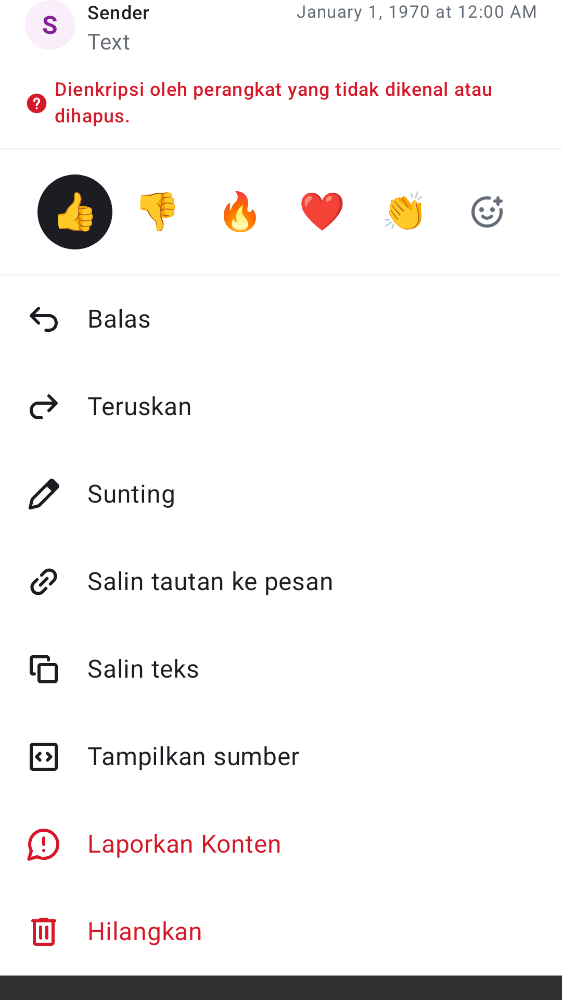 S
Sender
January 1, 1970 at 12:00 AM
Text
Dienkripsi oleh perangkat yang tidak dikenal atau
dihapus.
Balas
Teruskan
Sunting
Salin tautan ke pesan
Salin teks
Tampilkan sumber
Laporkan Konten
Hilangkan